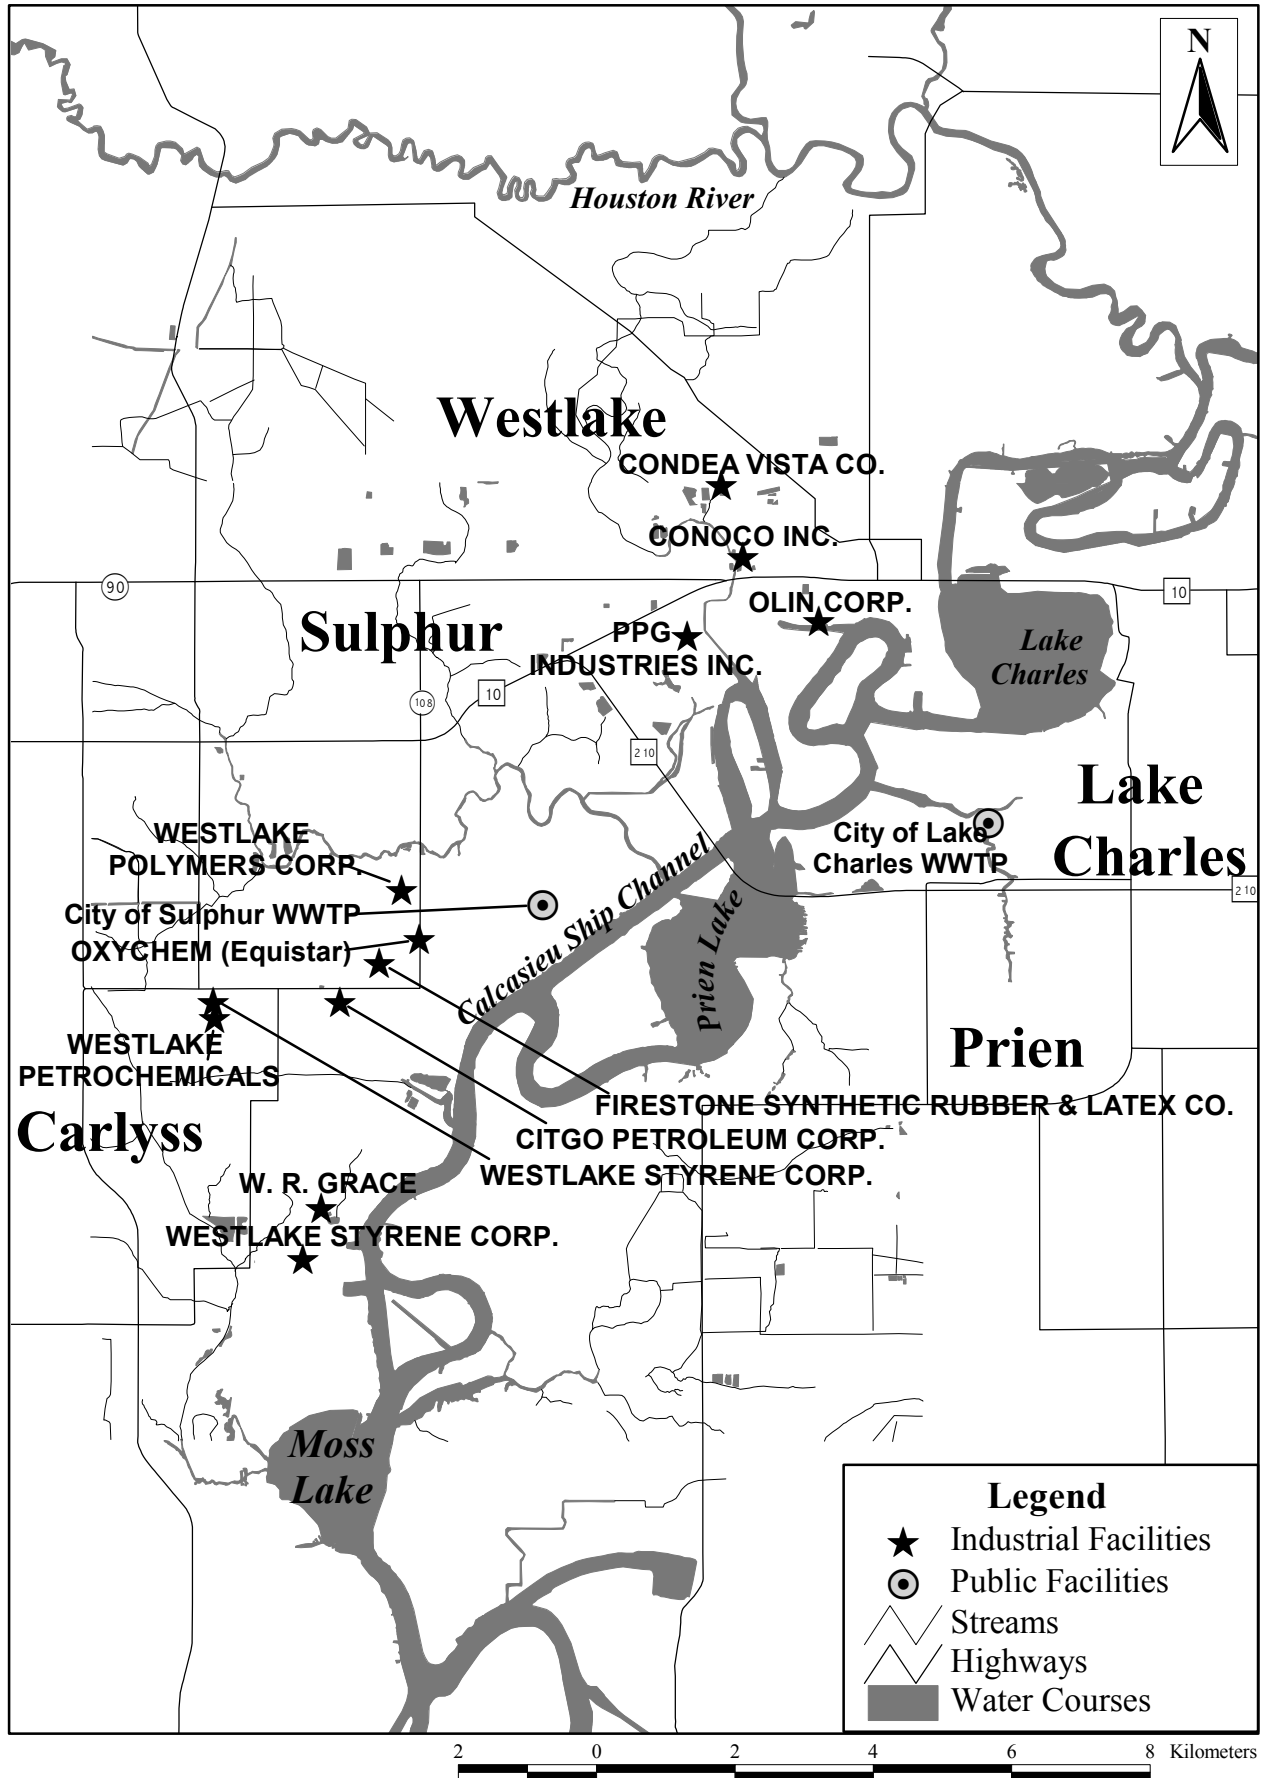 N
Houston River
Westlake
CONDEA VISTA CO.
CONOCO INC.
90
10
OLIN CORP.
Sulphur
PPG
INDUSTRIES INC.
Lake
Charles
108
10
210
Lake
Charles
WESTLAKE
POLYMERS CORP.
City of Lake
Charles WWTP
210
City of Sulphur WWTP
Calcasieu Ship Channel
Prien Lake
OXYCHEM (Equistar)
WESTLAKE
PETROCHEMICALS
Prien
Carlyss
FIRESTONE SYNTHETIC RUBBER & LATEX CO.
CITGO PETROLEUM CORP.
WESTLAKE STYRENE CORP.
W. R. GRACE
WESTLAKE STYRENE CORP.
Moss
Lake
Legend
Industrial Facilities
Public Facilities
Streams
Highways
Water Courses
2 0 2 4 6 8 Kilometers